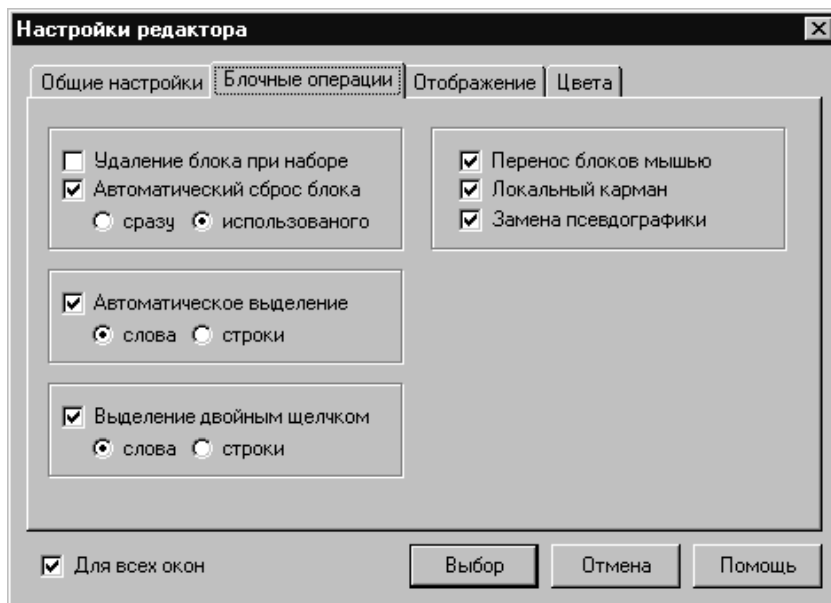 Настройки редактора
Общие настройки Блочные операции Отображение Цвета
Удаление блока при наборе
Автоматический сброс блока
сразу использованого
Автоматическое выделение
слова строки
Выделение двойным щелчком
слова строки
Перенос блоков мышью
Локальный карман
Замена псевдографики
Для всех окон Выбор Отмена Помощь